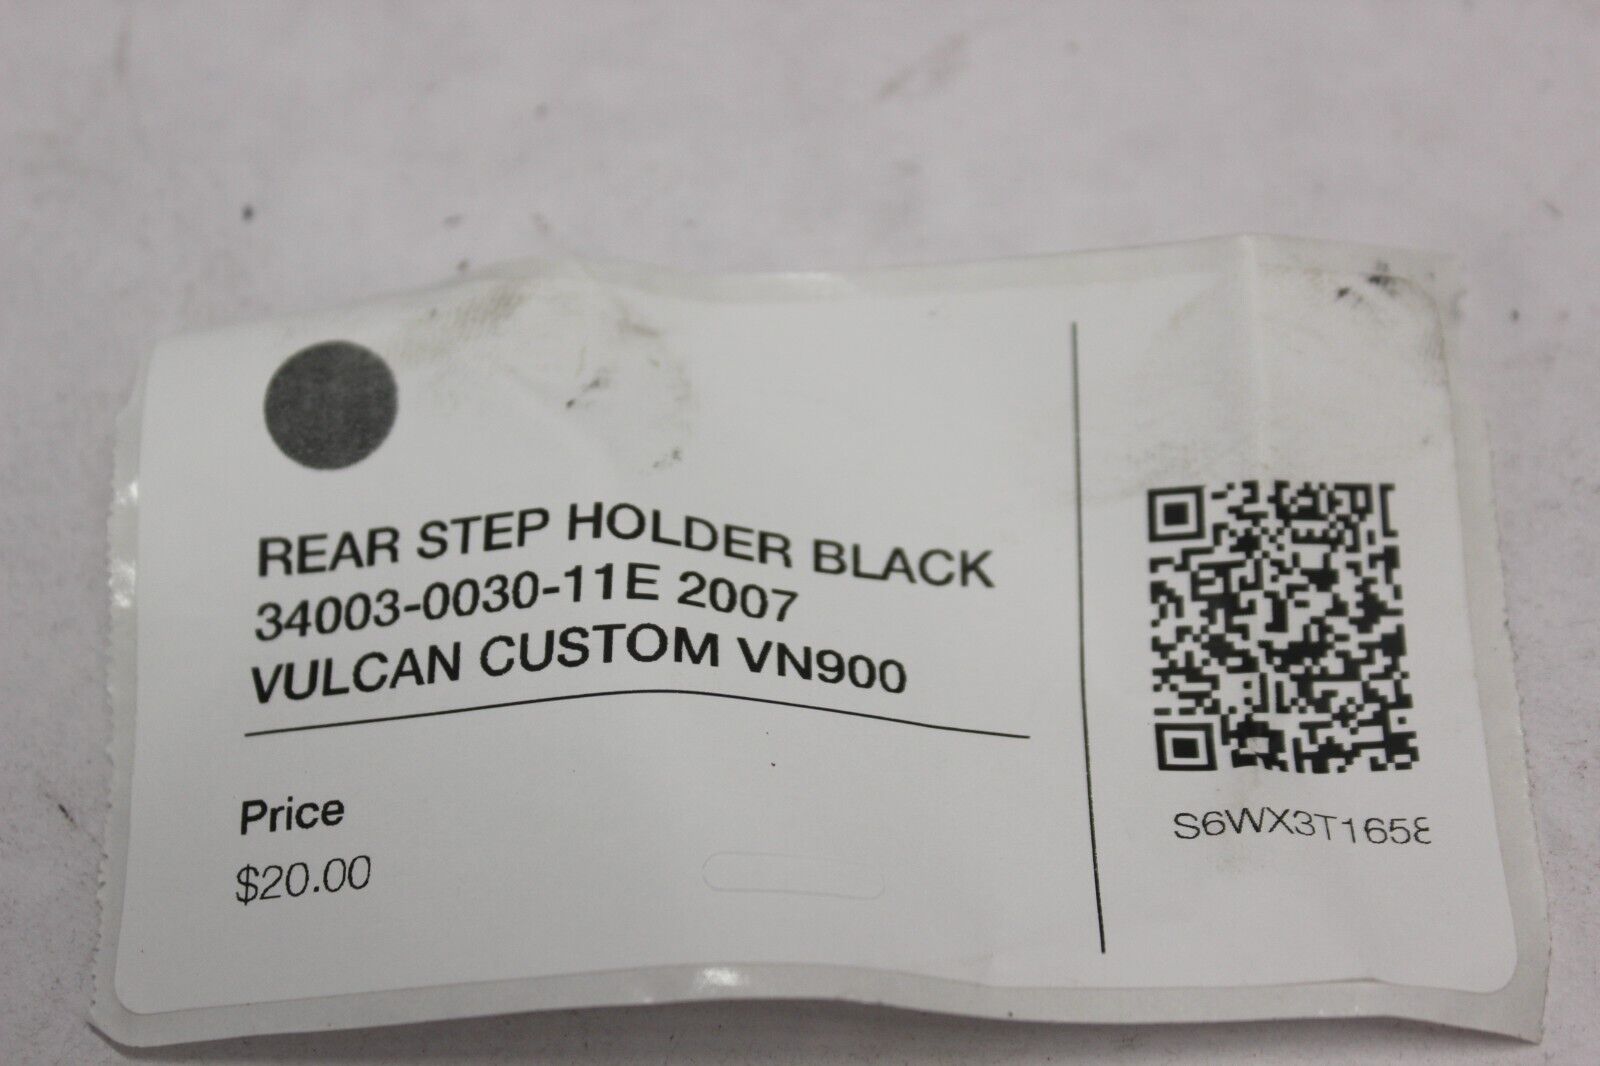 REAR STEP HOLDER BLACK
34003-0030-11E 2007
VULCAN CUSTOM VN900
Price
$20.00
S6WX3T1658